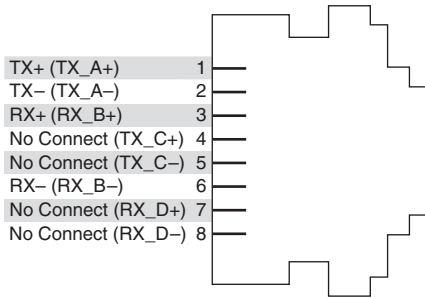 TX+ (TX_A+) 1
TX– (TX_A–) 2
RX+ (RX_B+) 3
No Connect (TX_C+) 4
No Connect (TX_C–) 5
RX– (RX_B–) 6
No Connect (RX_D+) 7
No Connect (RX_D–) 8